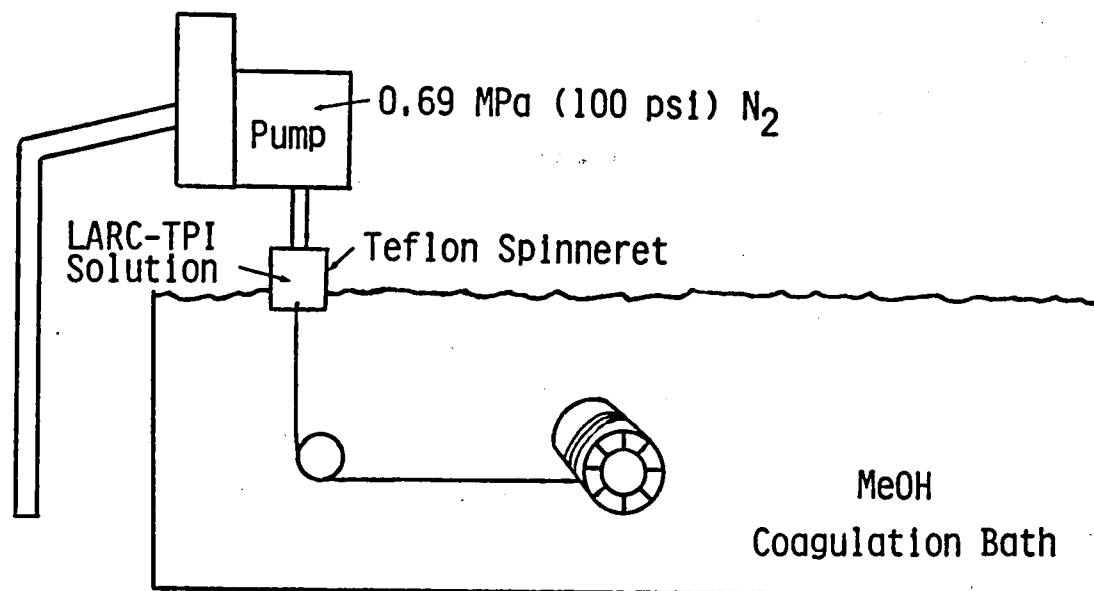 0.69 MPa (100 psi) N2
Pump
LARC-TPI
Solution
Teflon Spinneret
MeOH
Coagulation Bath